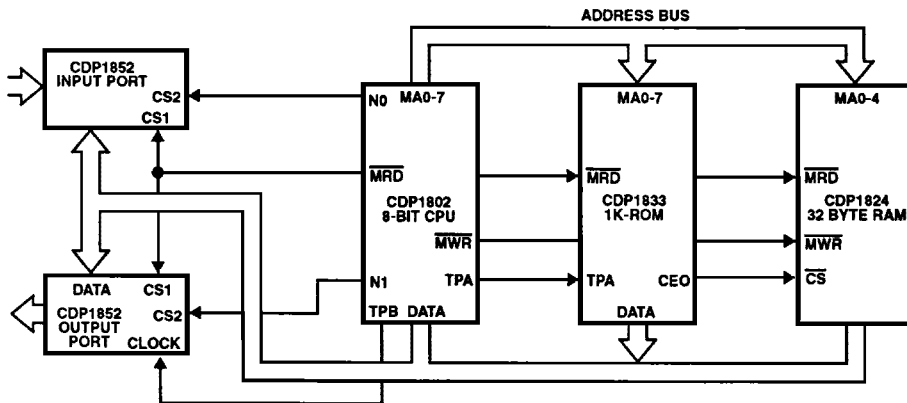 ADDRESS BUS
CDP1852
INPUT PORT
CS2
CS1
N0
MA0-7
MRD
CDP1802
8-BIT CPU
MWR
TPA
N1
TPB DATA
MA0-7
MRD
CDP1833
1K-ROM
TPA
CEO
DATA
MA0-4
MRD
CDP1824
32 BYTE RAM
MWR
CS
DATA
CS1
CDP1852
OUTPUT
PORT
CS2
CLOCK